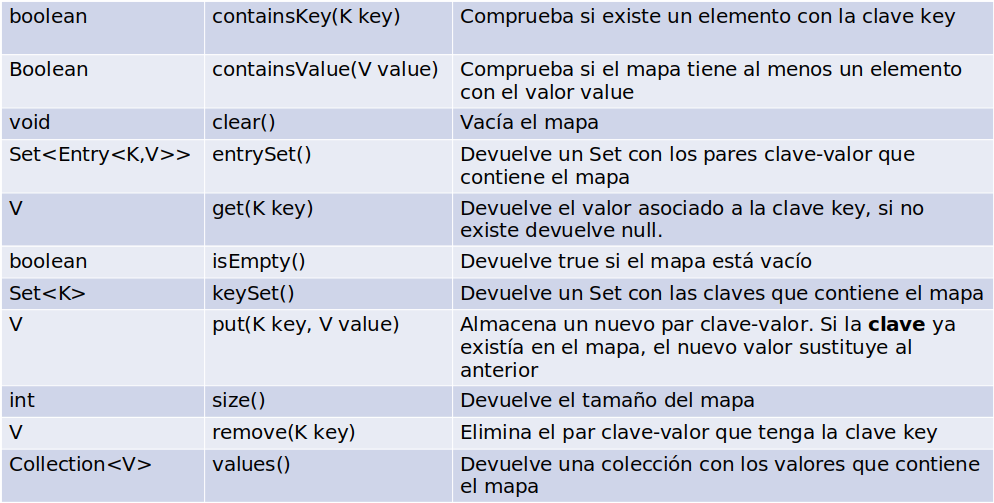 boolean containsKey(K key) Comprueba si existe un elemento con la clave key
Boolean containsValue(V value) Comprueba si el mapa tiene al menos un elemento
con el valor value
void clear() Vacía el mapa
Set<Entry<K,V>> entrySet() Devuelve un Set con los pares clave-valor que
contiene el mapa
V get(K key) Devuelve el valor asociado a la clave key, si no
existe devuelve null.
boolean isEmpty() Devuelve true si el mapa está vacío
Set<K> keySet() Devuelve un Set con las claves que contiene el mapa
V put(K key, V value) Almacena un nuevo par clave-valor. Si la clave ya
existía en el mapa, el nuevo valor sustituye al
anterior
int size() Devuelve el tamaño del mapa
V remove(K key) Elimina el par clave-valor que tenga la clave key
Collection<V> values() Devuelve una colección con los valores que contiene
el mapa